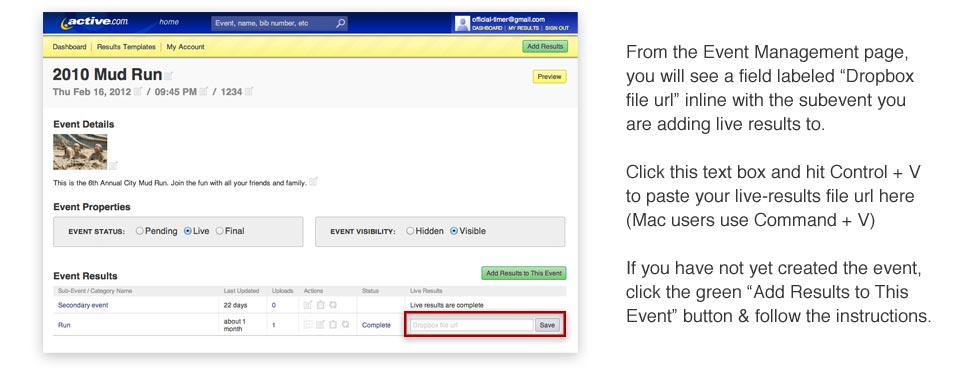 active.com
home
Event, name, bib number, etc
official-timer@gmail.com
DASHBOARD | MY RESULTS | SIGN OUT
Dashboard | Results Templates | My Account
Add Results
2010 Mud Run
Preview
Thu Feb 16, 2012 / 09:45 PM / 1234
Event Details
This is the 6th Annual City Mud Run. Join the fun with all your friends and family.
Event Properties
EVENT STATUS: Pending Live Final
EVENT VISIBILITY: Hidden Visible
Event Results
Add Results to This Event
Sub-Event / Category Name Last Updated Uploads Actions Status Live Results
Secondary event 22 days 0 Live results are complete
Run about 1 month 1 Complete Dropbox file url Save
From the Event Management page,
you will see a field labeled “Dropbox
file url” inline with the subevent you
are adding live results to.
Click this text box and hit Control + V
to paste your live-results file url here
(Mac users use Command + V)
If you have not yet created the event,
click the green “Add Results to This
Event” button & follow the instructions.